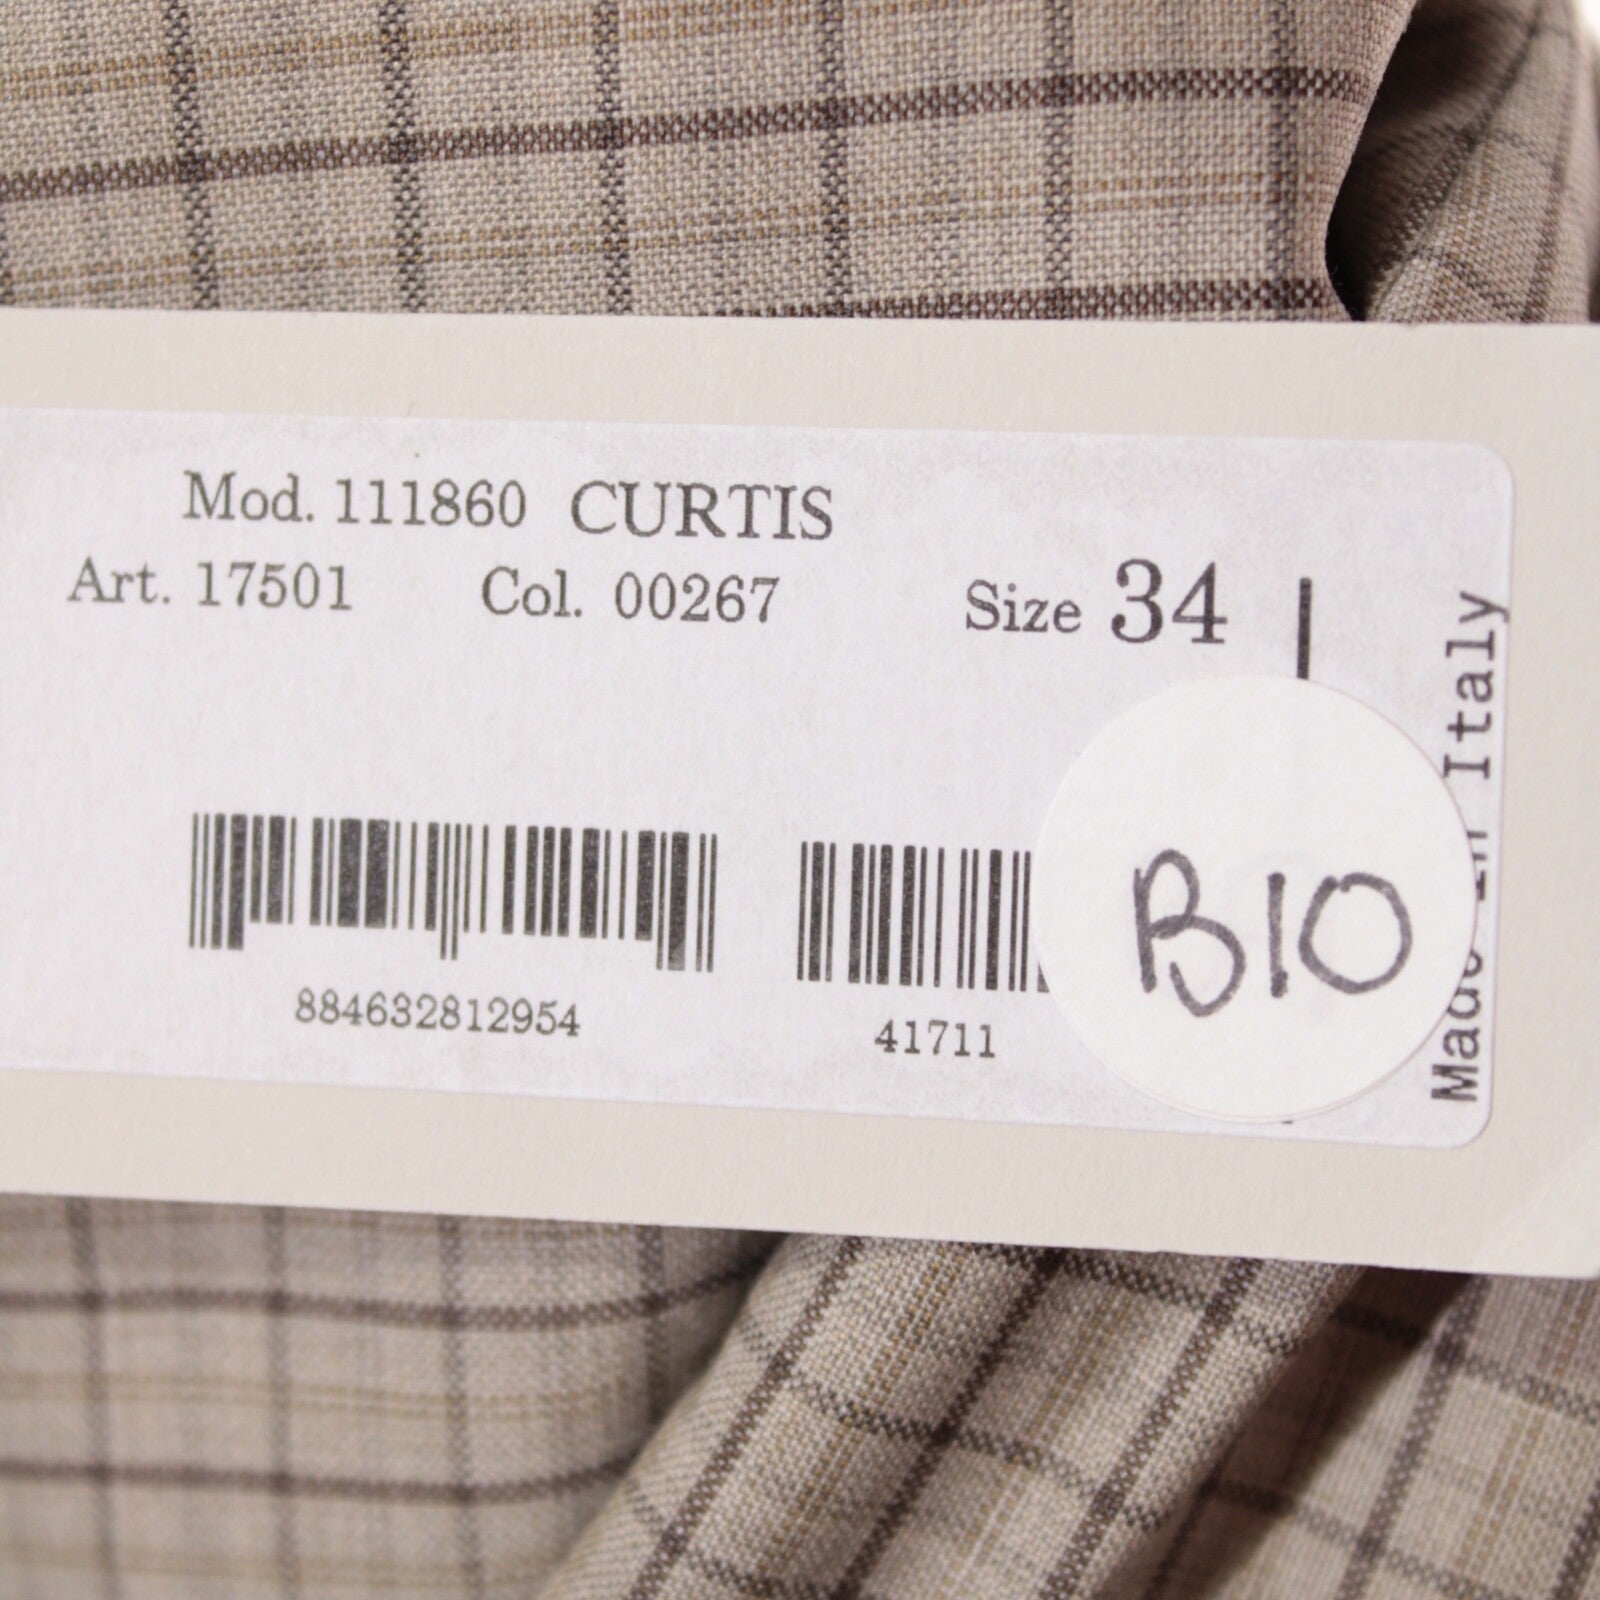 Mod. 111860 CURTIS
Art. 17501 Col. 00267 Size 34
884632812954
41711
B10
Made in Italy